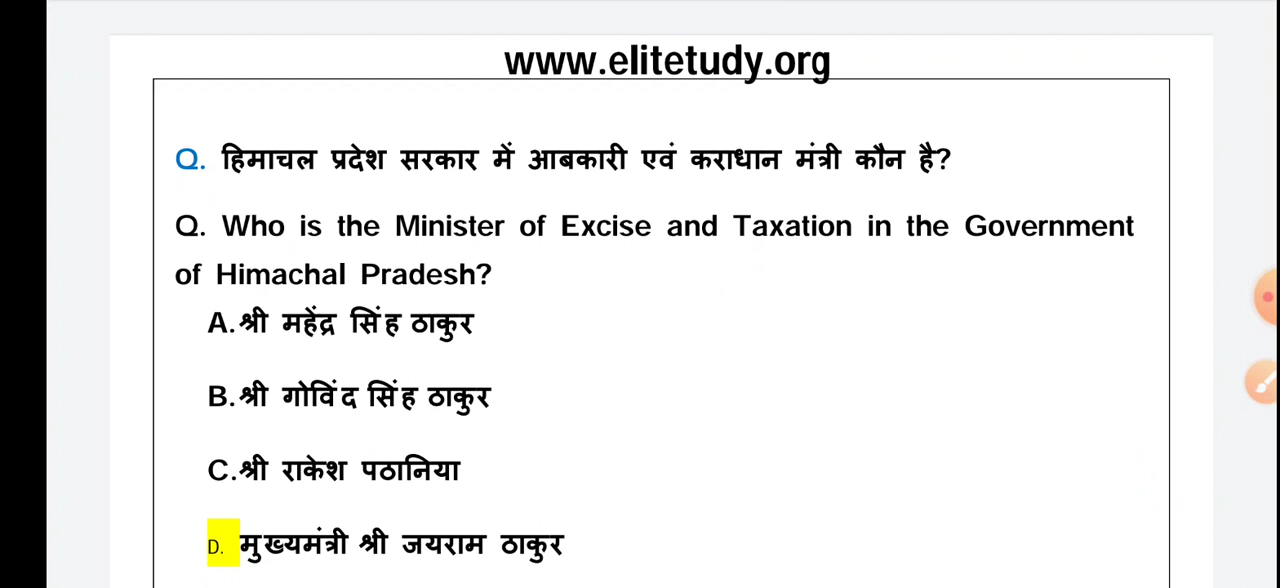 www.elitetudy.org
Q. हिमाचल प्रदेश सरकार में आबकारी एवं कराधान मंत्री कौन है?
Q. Who is the Minister of Excise and Taxation in the Government
of Himachal Pradesh?
A.श्री महेंद्र सिंह ठाकुर
B.श्री गोविंद सिंह ठाकुर
C.श्री राकेश पठानिया
D. मुख्यमंत्री श्री जयराम ठाकुर